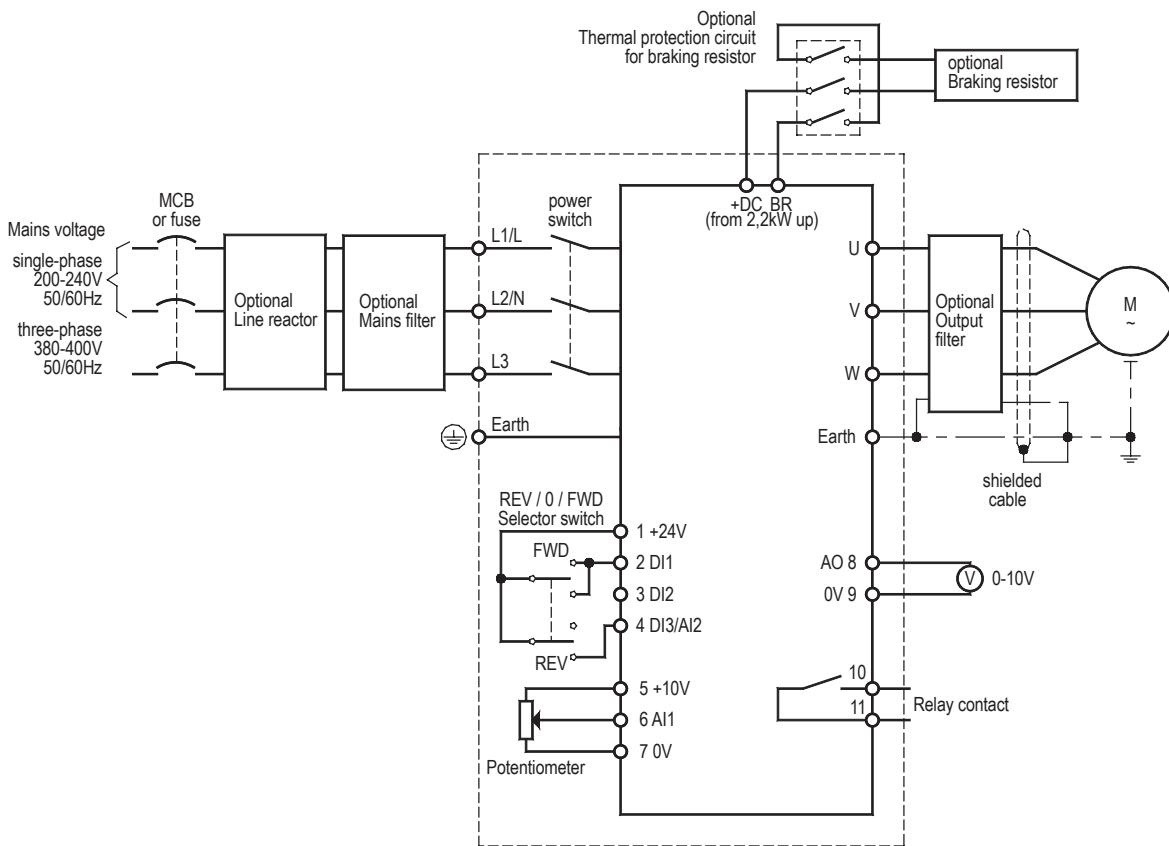 Optional
Thermal protection circuit
for braking resistor
optional
Braking resistor
+DC BR
(from 2,2kW up)
MCB
or fuse
power
switch
Mains voltage
single-phase
200-240V
50/60Hz
three-phase
380-400V
50/60Hz
Optional
Line reactor
Optional
Mains filter
L1/L
L2/N
L3
Earth
U
V
W
Earth
Optional
Output
filter
M
~
shielded
cable
REV / 0 / FWD
Selector switch
FWD
REV
1 +24V
2 DI1
3 DI2
4 DI3/AI2
5 +10V
6 AI1
7 0V
Potentiometer
AO 8
0V 9
V
0-10V
10
11
Relay contact